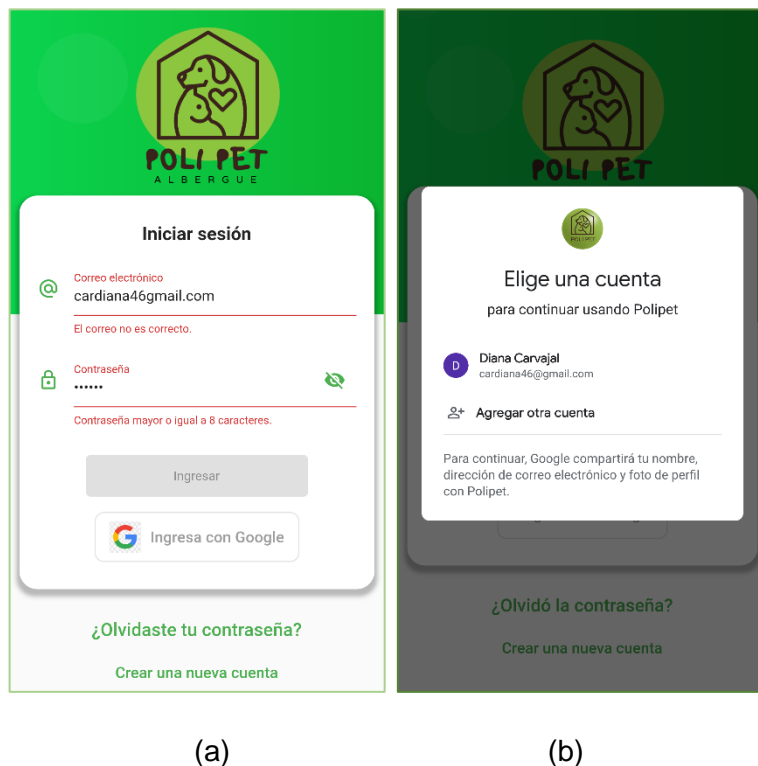 POLI PET
ALBERGUE
Iniciar sesión
Correo electrónico
cardiana46gmail.com
El correo no es correcto.
Contraseña
••••••
Contraseña mayor o igual a 8 caracteres.
Ingresar
G Ingresa con Google
¿Olvidaste tu contraseña?
Crear una nueva cuenta
(a)
POLI PET
POLI PET
Elige una cuenta
para continuar usando Polipet
D
Diana Carvajal
cardiana46@gmail.com
Agregar otra cuenta
Para continuar, Google compartirá tu nombre,
dirección de correo electrónico y foto de perfil
con Polipet.
¿Olvidó la contraseña?
Crear una nueva cuenta
(b)